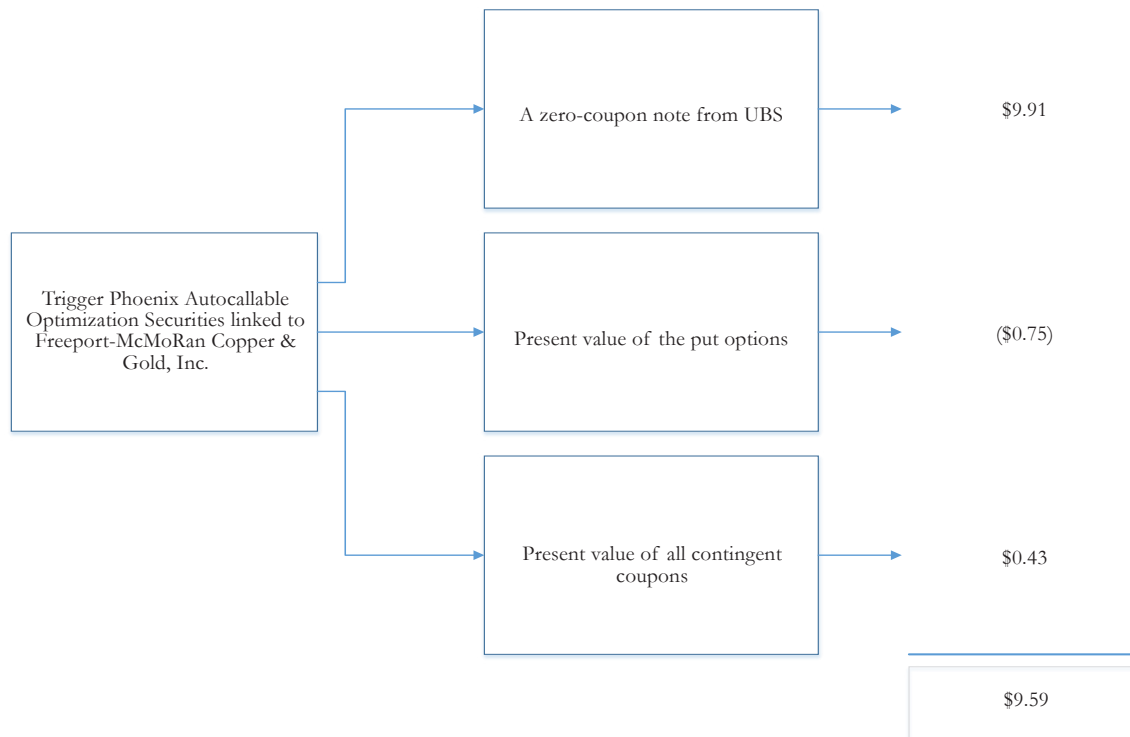 A zero-coupon note from UBS
$9.91
Trigger Phoenix Autocallable
Optimization Securities linked to
Freeport-McMoRan Copper &
Gold, Inc.
Present value of the put options
($0.75)
Present value of all contingent
coupons
$0.43
$9.59